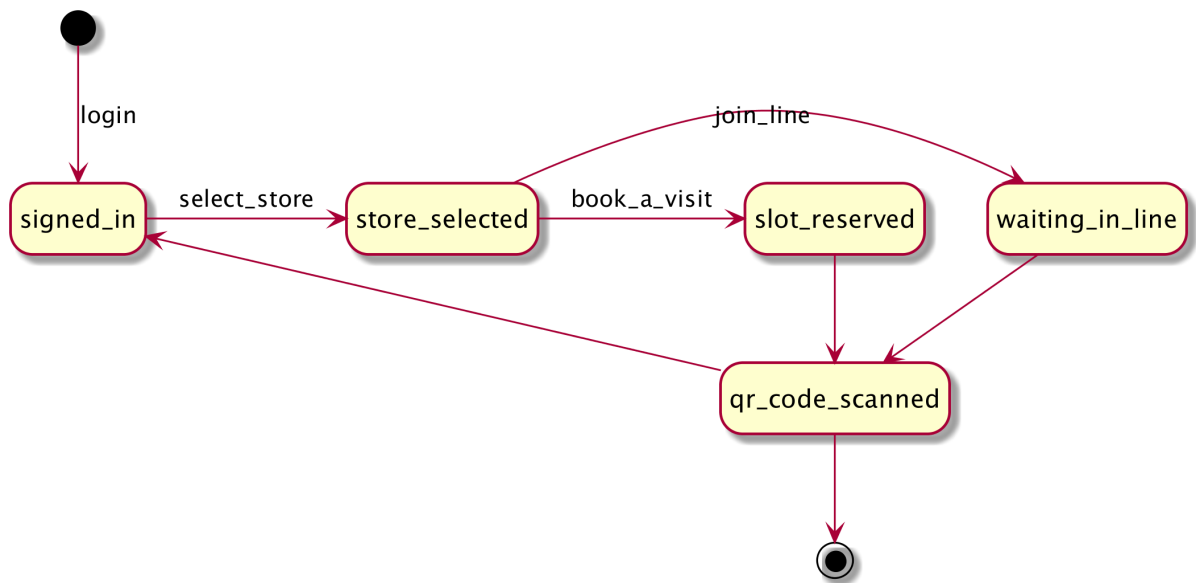 login
join_line
select_store
book_a_visit
signed_in
store_selected
slot_reserved
waiting_in_line
qr_code_scanned